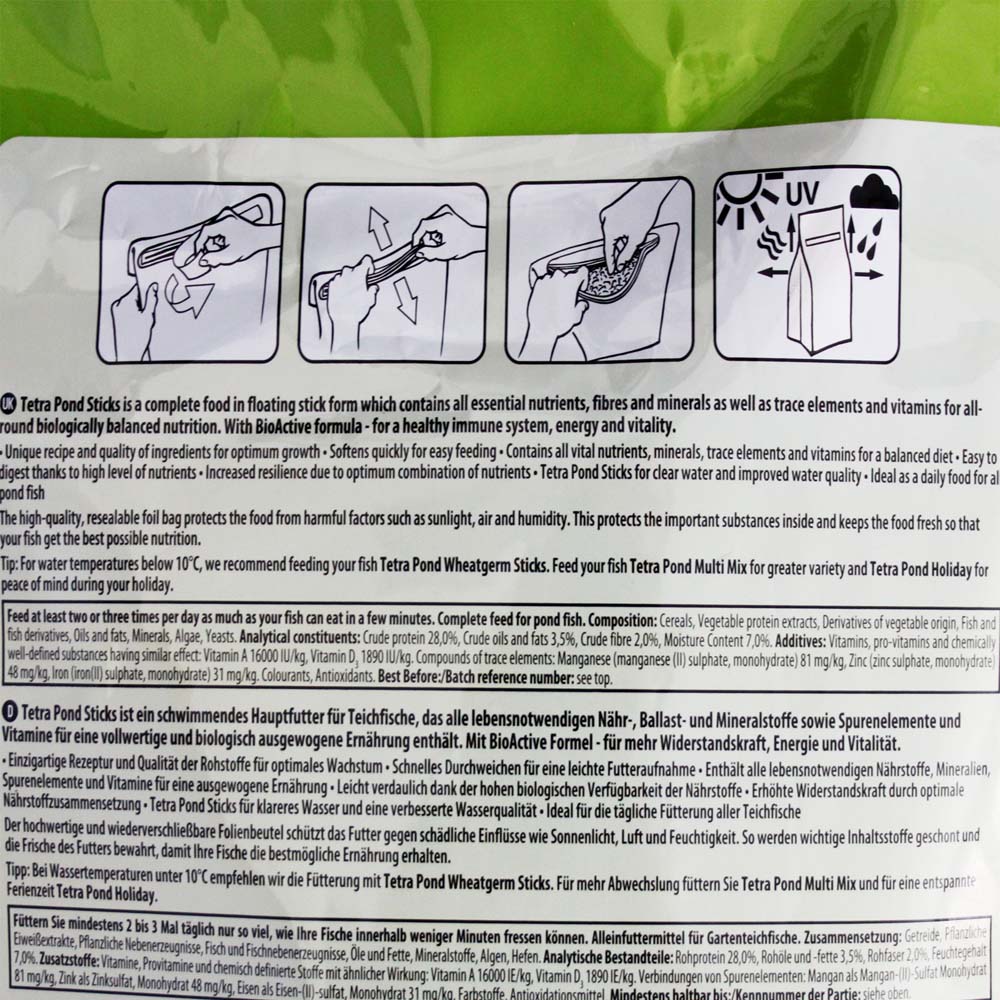 UV
UK Tetra Pond Sticks is a complete food in floating stick form which contains all essential nutrients, fibres and minerals as well as trace elements and vitamins for all-
round biologically balanced nutrition. With BioActive formula - for a healthy immune system, energy and vitality.
• Unique recipe and quality of ingredients for optimum growth • Softens quickly for easy feeding • Contains all vital nutrients, minerals, trace elements and vitamins for a balanced diet • Easy to
digest thanks to high level of nutrients • Increased resilience due to optimum combination of nutrients • Tetra Pond Sticks for clear water and improved water quality • Ideal as a daily food for al
pond fish
The high-quality, resealable foil bag protects the food from harmful factors such as sunlight, air and humidity. This protects the important substances inside and keeps the food fresh so that
your fish get the best possible nutrition.
Tip: For water temperatures below 10°C, we recommend feeding your fish Tetra Pond Wheatgerm Sticks. Feed your fish Tetra Pond Multi Mix for greater variety and Tetra Pond Holiday for
peace of mind during your holiday.
Feed at least two or three times per day as much as your fish can eat in a few minutes. Complete feed for pond fish. Composition: Cereals, Vegetable protein extracts, Derivatives of vegetable origin, Fish and
fish derivatives, Oils and fats, Minerals, Algae, Yeasts. Analytical constituents: Crude protein 28,0%, Crude oils and fats 3,5%, Crude fibre 2,0%, Moisture Content 7,0%. Additives: Vitamins, pro-vitamins and chemically
well-defined substances having similar effect: Vitamin A 16000 IU/kg, Vitamin D3 1890 IU/kg. Compounds of trace elements: Manganese (manganese (II) sulphate, monohydrate) 81 mg/kg, Zinc (zinc sulphate, monohydrate)
48 mg/kg, Iron (iron(II) sulphate, monohydrate) 31 mg/kg. Colourants, Antioxidants. Best Before:/Batch reference number: see top.
D Tetra Pond Sticks ist ein schwimmendes Hauptfutter für Teichfische, das alle lebensnotwendigen Nähr-, Ballast- und Mineralstoffe sowie Spurenelemente und
Vitamine für eine vollwertige und biologisch ausgewogene Ernährung enthält. Mit BioActive Formel - für mehr Widerstandskraft, Energie und Vitalität.
• Einzigartige Rezeptur und Qualität der Rohstoffe für optimales Wachstum • Schnelles Durchweichen für eine leichte Futteraufnahme • Enthält alle lebensnotwendigen Nährstoffe, Mineralien,
Spurenelemente und Vitamine für eine ausgewogene Ernährung • Leicht verdaulich dank der hohen biologischen Verfügbarkeit der Nährstoffe • Erhöhte Widerstandskraft durch optimale
Nährstoffzusammensetzung • Tetra Pond Sticks für klareres Wasser und eine verbesserte Wasserqualität • Ideal für die tägliche Fütterung aller Teichfische
Der hochwertige und wiederverschließbare Folienbeutel schützt das Futter gegen schädliche Einflüsse wie Sonnenlicht, Luft und Feuchtigkeit. So werden wichtige Inhaltsstoffe geschont und
die Frische des Futters bewahrt, damit Ihre Fische die bestmögliche Ernährung erhalten.
Tipp: Bei Wassertemperaturen unter 10°C empfehlen wir die Fütterung mit Tetra Pond Wheatgerm Sticks. Für mehr Abwechslung füttern Sie Tetra Pond Multi Mix und für eine entspannte
Ferienzeit Tetra Pond Holiday.
Füttern Sie mindestens 2 bis 3 Mal täglich nur so viel, wie Ihre Fische innerhalb weniger Minuten fressen können. Alleinfuttermittel für Gartenteichfische. Zusammensetzung: Getreide, Pflanzliche
Eiweißextrakte, Pflanzliche Nebenerzeugnisse, Fisch und Fischnebenerzeugnisse, Öle und Fette, Mineralstoffe, Algen, Hefen. Analytische Bestandteile: Rohprotein 28,0%, Rohöle und -fette 3,5%, Rohfaser 2,0%, Feuchtegehalt
7,0%. Zusatzstoffe: Vitamine, Provitamine und chemisch definierte Stoffe mit ähnlicher Wirkung: Vitamin A 16000 IE/kg, Vitamin D3 1890 IE/kg. Verbindungen von Spurenelementen: Mangan als Mangan-(II)-Sulfat Monohydrat
81 mg/kg, Zink als Zinksulfat, Monohydrat 48 mg/kg, Eisen als Eisen-(II)-sulfat, Monohydrat 31 mg/kg. Farbstoffe, Antioxidationsmittel. Mindestens haltbar bis:/Kennnummer der Partie: siehe oben.